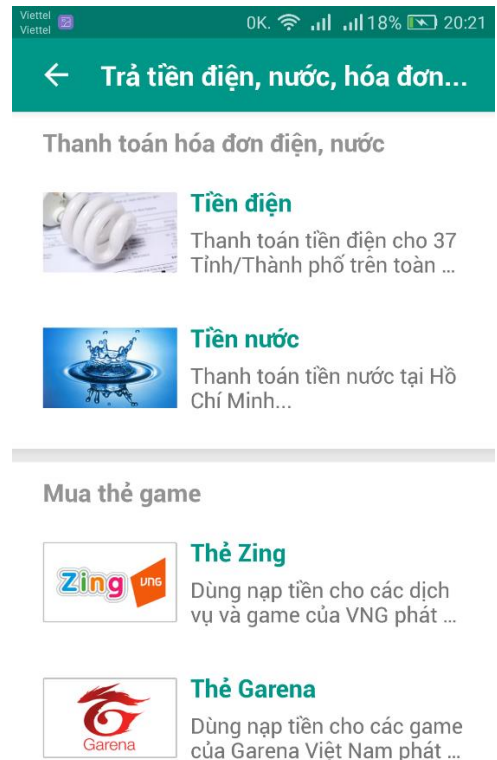 Viettel
Viettel
0K. 18% 20:21
Trả tiền điện, nước, hóa đơn...
Thanh toán hóa đơn điện, nước
Tiền điện
Thanh toán tiền điện cho 37
Tỉnh/Thành phố trên toàn ...
Tiền nước
Thanh toán tiền nước tại Hồ
Chí Minh...
Mua thẻ game
Zing VNG
Thẻ Zing
Dùng nạp tiền cho các dịch
vụ và game của VNG phát ...
Garena
Thẻ Garena
Dùng nạp tiền cho các game
của Garena Việt Nam phát ...